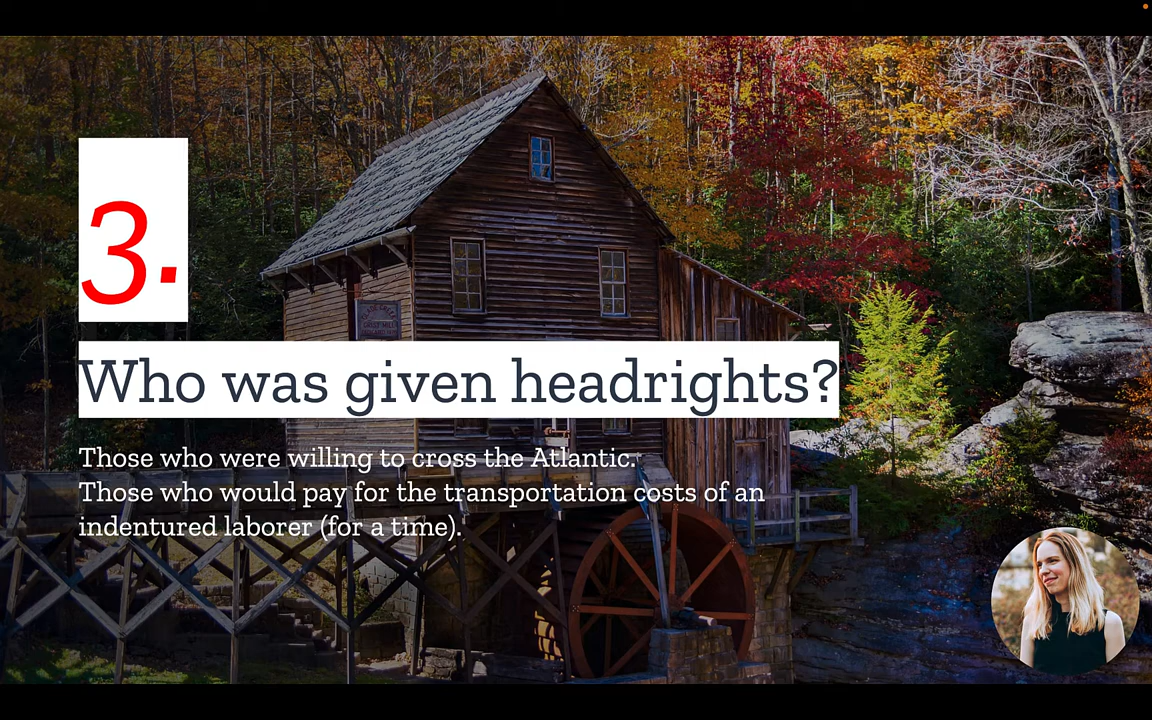 3.
Who was given headrights?
Those who were willing to cross the Atlantic.
Those who would pay for the transportation costs of an
indentured laborer (for a time).